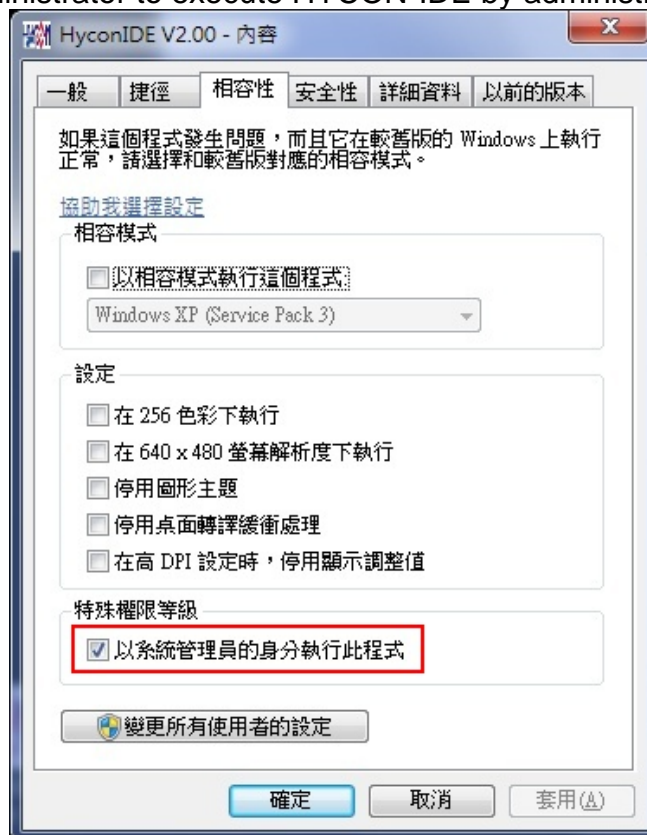 to execute HYCON-IDE by
HyconIDE V2.00 - 內容
一般 捷徑 相容性 安全性 詳細資料 以前的版本
如果這個程式發生問題，而且它在較舊版的 Windows 上執行
正常，請選擇和較舊版對應的相容模式。
協助我選擇設定
相容模式
以相容模式執行這個程式:
Windows XP (Service Pack 3)
設定
在 256 色彩下執行
在 640 x 480 螢幕解析度下執行
停用圖形主題
停用桌面轉譯緩衝處理
在高 DPI 設定時，停用顯示調整值
特殊權限等級
以系統管理員的身分執行此程式
變更所有使用者的設定
確定 取消 套用(A)